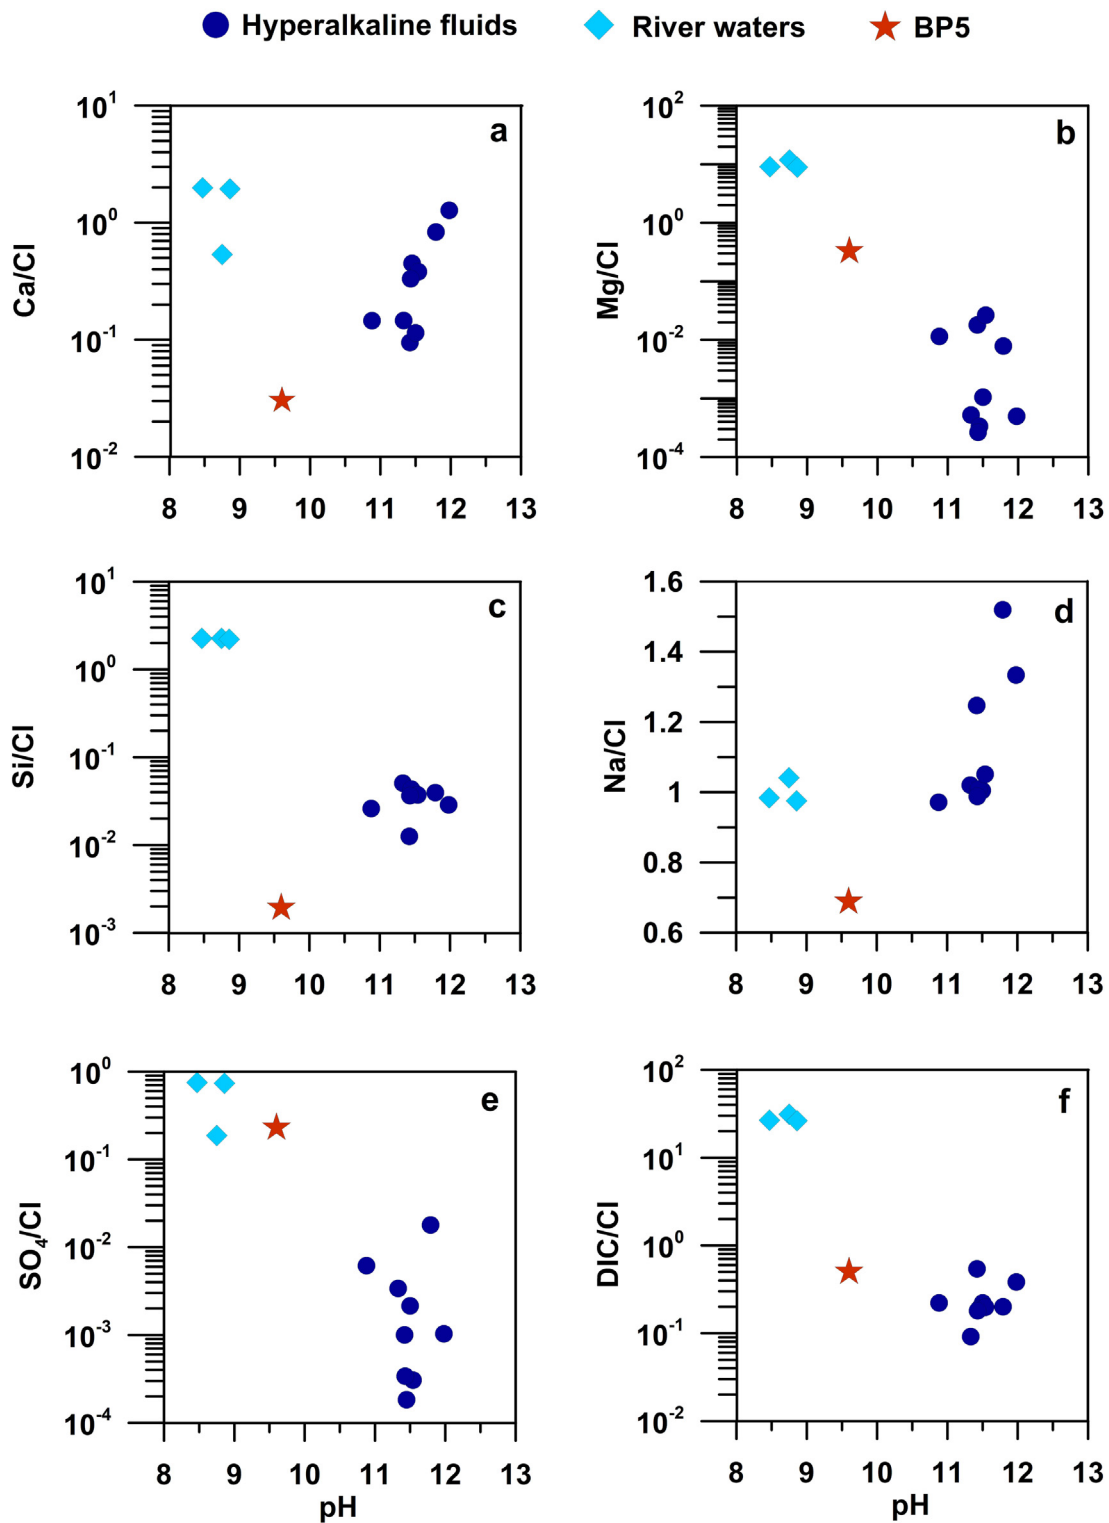 Hyperalkaline fluids River waters BP5
a
Ca/Cl
10^1
10^0
10^-1
10^-2
8 9 10 11 12 13
b
Mg/Cl
10^2
10^0
10^-2
10^-4
8 9 10 11 12 13
c
Si/Cl
10^1
10^0
10^-1
10^-2
10^-3
8 9 10 11 12 13
d
Na/Cl
1.6
1.4
1.2
1
0.8
0.6
8 9 10 11 12 13
e
SO₄/Cl
10^0
10^-1
10^-2
10^-3
10^-4
8 9 10 11 12 13
pH
f
DIC/Cl
10^2
10^1
10^0
10^-1
10^-2
8 9 10 11 12 13
pH